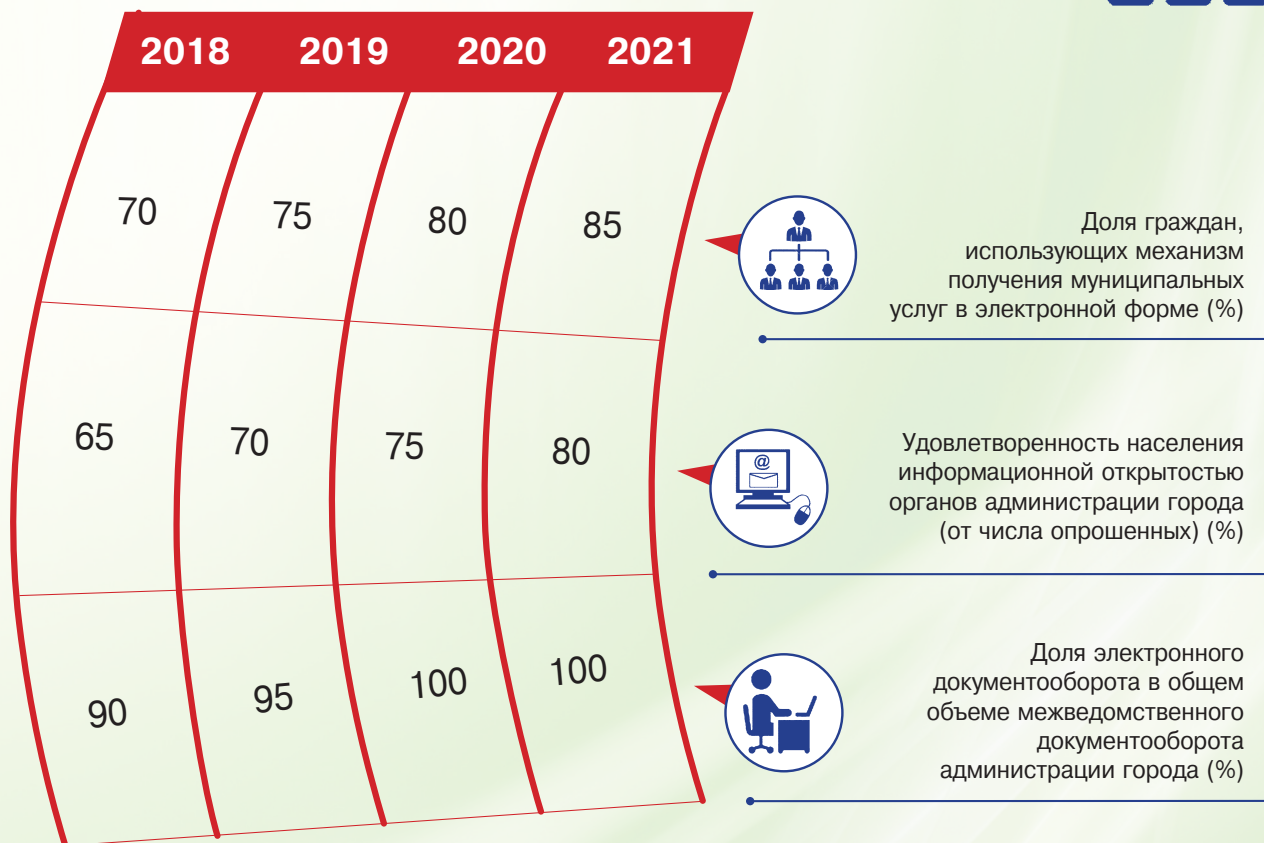 2018 2019 2020 2021
70 75 80 85
Доля граждан,
использующих механизм
получения муниципальных
услуг в электронной форме (%)
65 70 75 80
@
Удовлетворенность населения
информационной открытостью
органов администрации города
(от числа опрошенных) (%)
90 95 100 100
Доля электронного
документооборота в общем
объеме межведомственного
документооборота
администрации города (%)